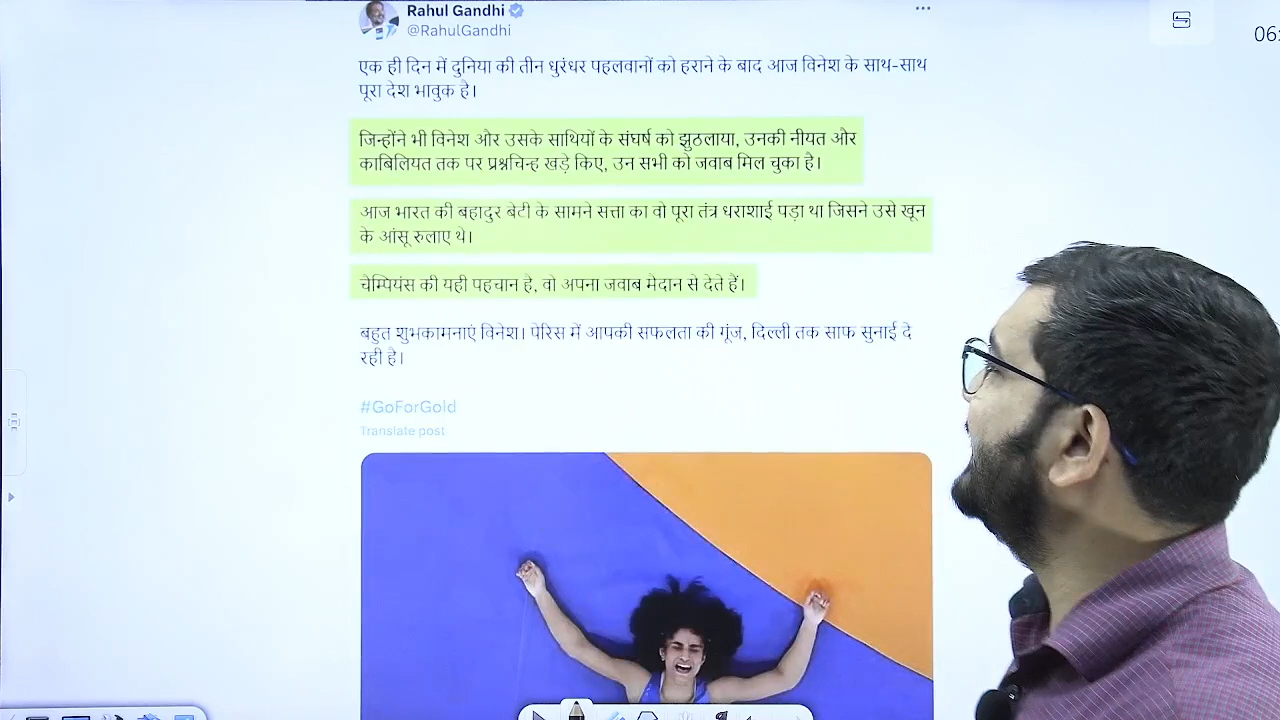 Rahul Gandhi
@RahulGandhi
06:
एक ही दिन में दुनिया की तीन धुरंधर पहलवानों को हराने के बाद आज विनेश के साथ-साथ
पूरा देश भावुक है।
जिन्होंने भी विनेश और उसके साथियों के संघर्ष को झुठलाया, उनकी नीयत और
काबिलियत तक पर प्रश्नचिन्ह खड़े किए, उन सभी को जवाब मिल चुका है।
आज भारत की बहादुर बेटी के सामने सत्ता का वो पूरा तंत्र धराशाई पड़ा था जिसने उसे खून
के आंसू रुलाए थे।
चैम्पियंस की यही पहचान है, वो अपना जवाब मैदान से देते हैं।
बहुत शुभकामनाएं विनेश। पेरिस में आपकी सफलता की गूंज, दिल्ली तक साफ सुनाई दे
रही है।
#GoForGold
Translate post